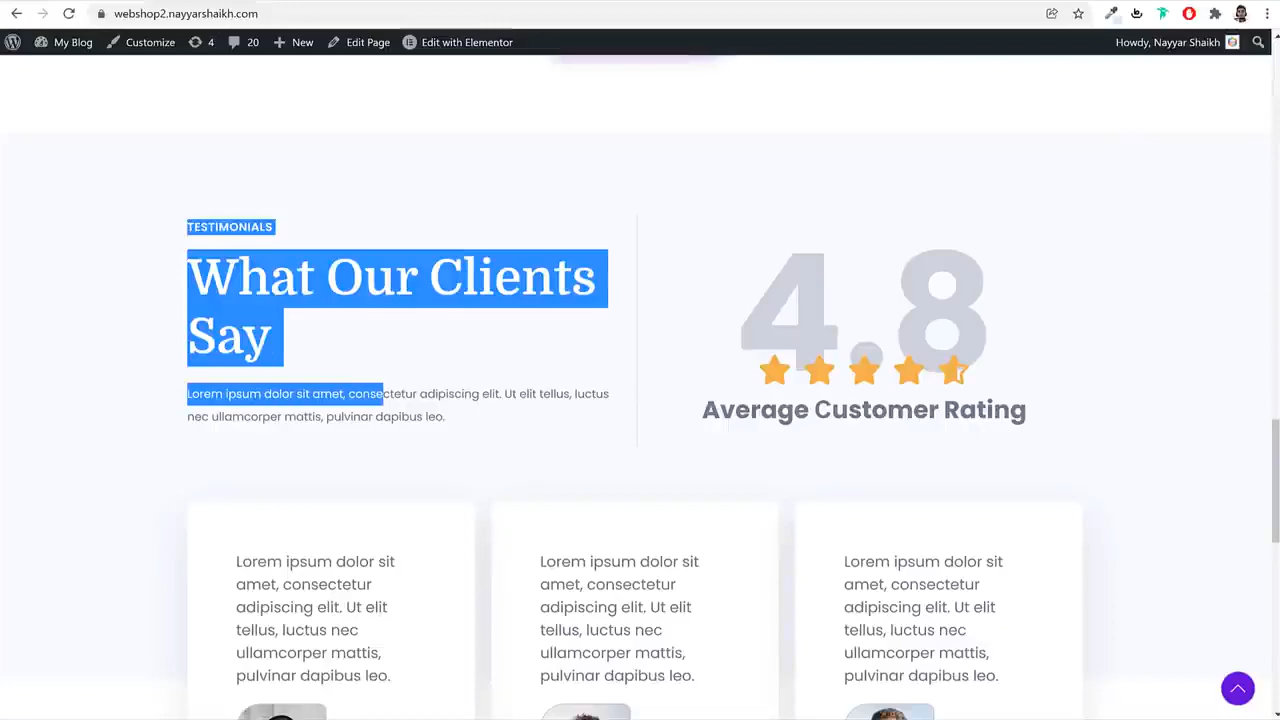 webshop2.nayyarshaikh.com
My Blog Customize 4 20 New Edit Page Edit with Elementor Howdy, Nayyar Shaikh
TESTIMONIALS
What Our Clients
Say
Lorem ipsum dolor sit amet, consectetur adipiscing elit. Ut elit tellus, luctus
nec ullamcorper mattis, pulvinar dapibus leo.
4.8
Average Customer Rating
Lorem ipsum dolor sit
amet, consectetur
adipiscing elit. Ut elit
tellus, luctus nec
ullamcorper mattis,
pulvinar dapibus leo.
Lorem ipsum dolor sit
amet, consectetur
adipiscing elit. Ut elit
tellus, luctus nec
ullamcorper mattis,
pulvinar dapibus leo.
Lorem ipsum dolor sit
amet, consectetur
adipiscing elit. Ut elit
tellus, luctus nec
ullamcorper mattis,
pulvinar dapibus leo.